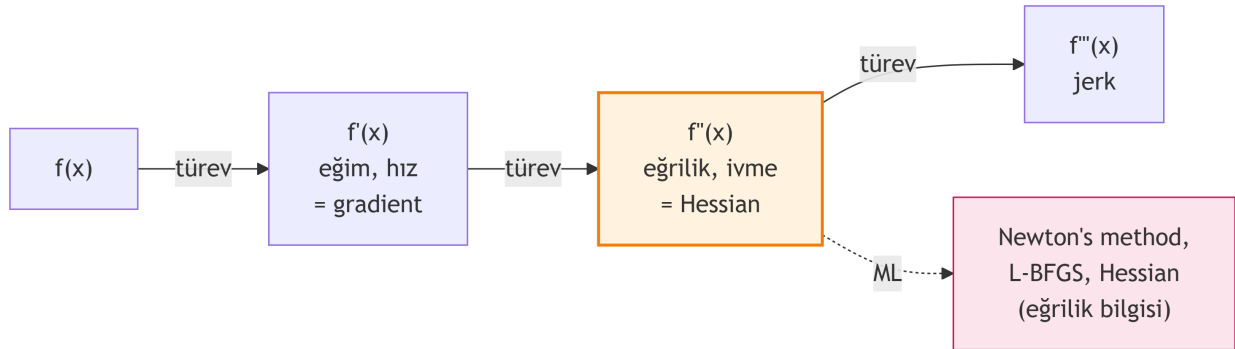 f(x)
türev
f'(x)
eğim, hız
= gradient
türev
f''(x)
eğrilik, ivme
= Hessian
türev
f'''(x)
jerk
ML
Newton's method,
L-BFGS, Hessian
(eğrilik bilgisi)